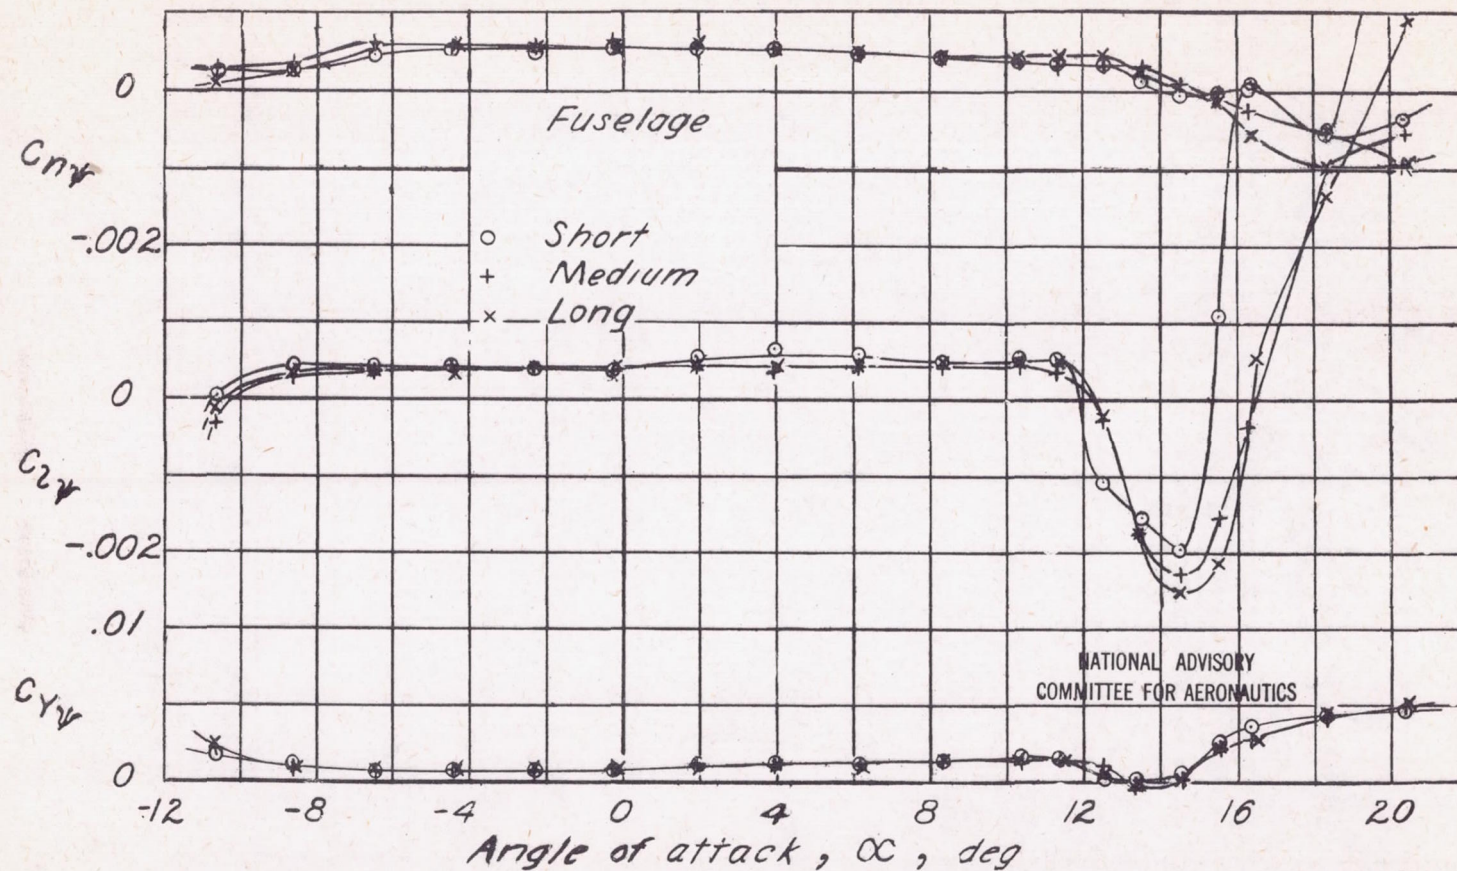 0
Fuselage
Cnψ
-.002
o Short
+ Medium
x Long
0
Clψ
-.002
.01
NATIONAL ADVISORY
COMMITTEE FOR AERONAUTICS
CYψ
0
-12 -8 -4 0 4 8 12 16 20
Angle of attack, α, deg